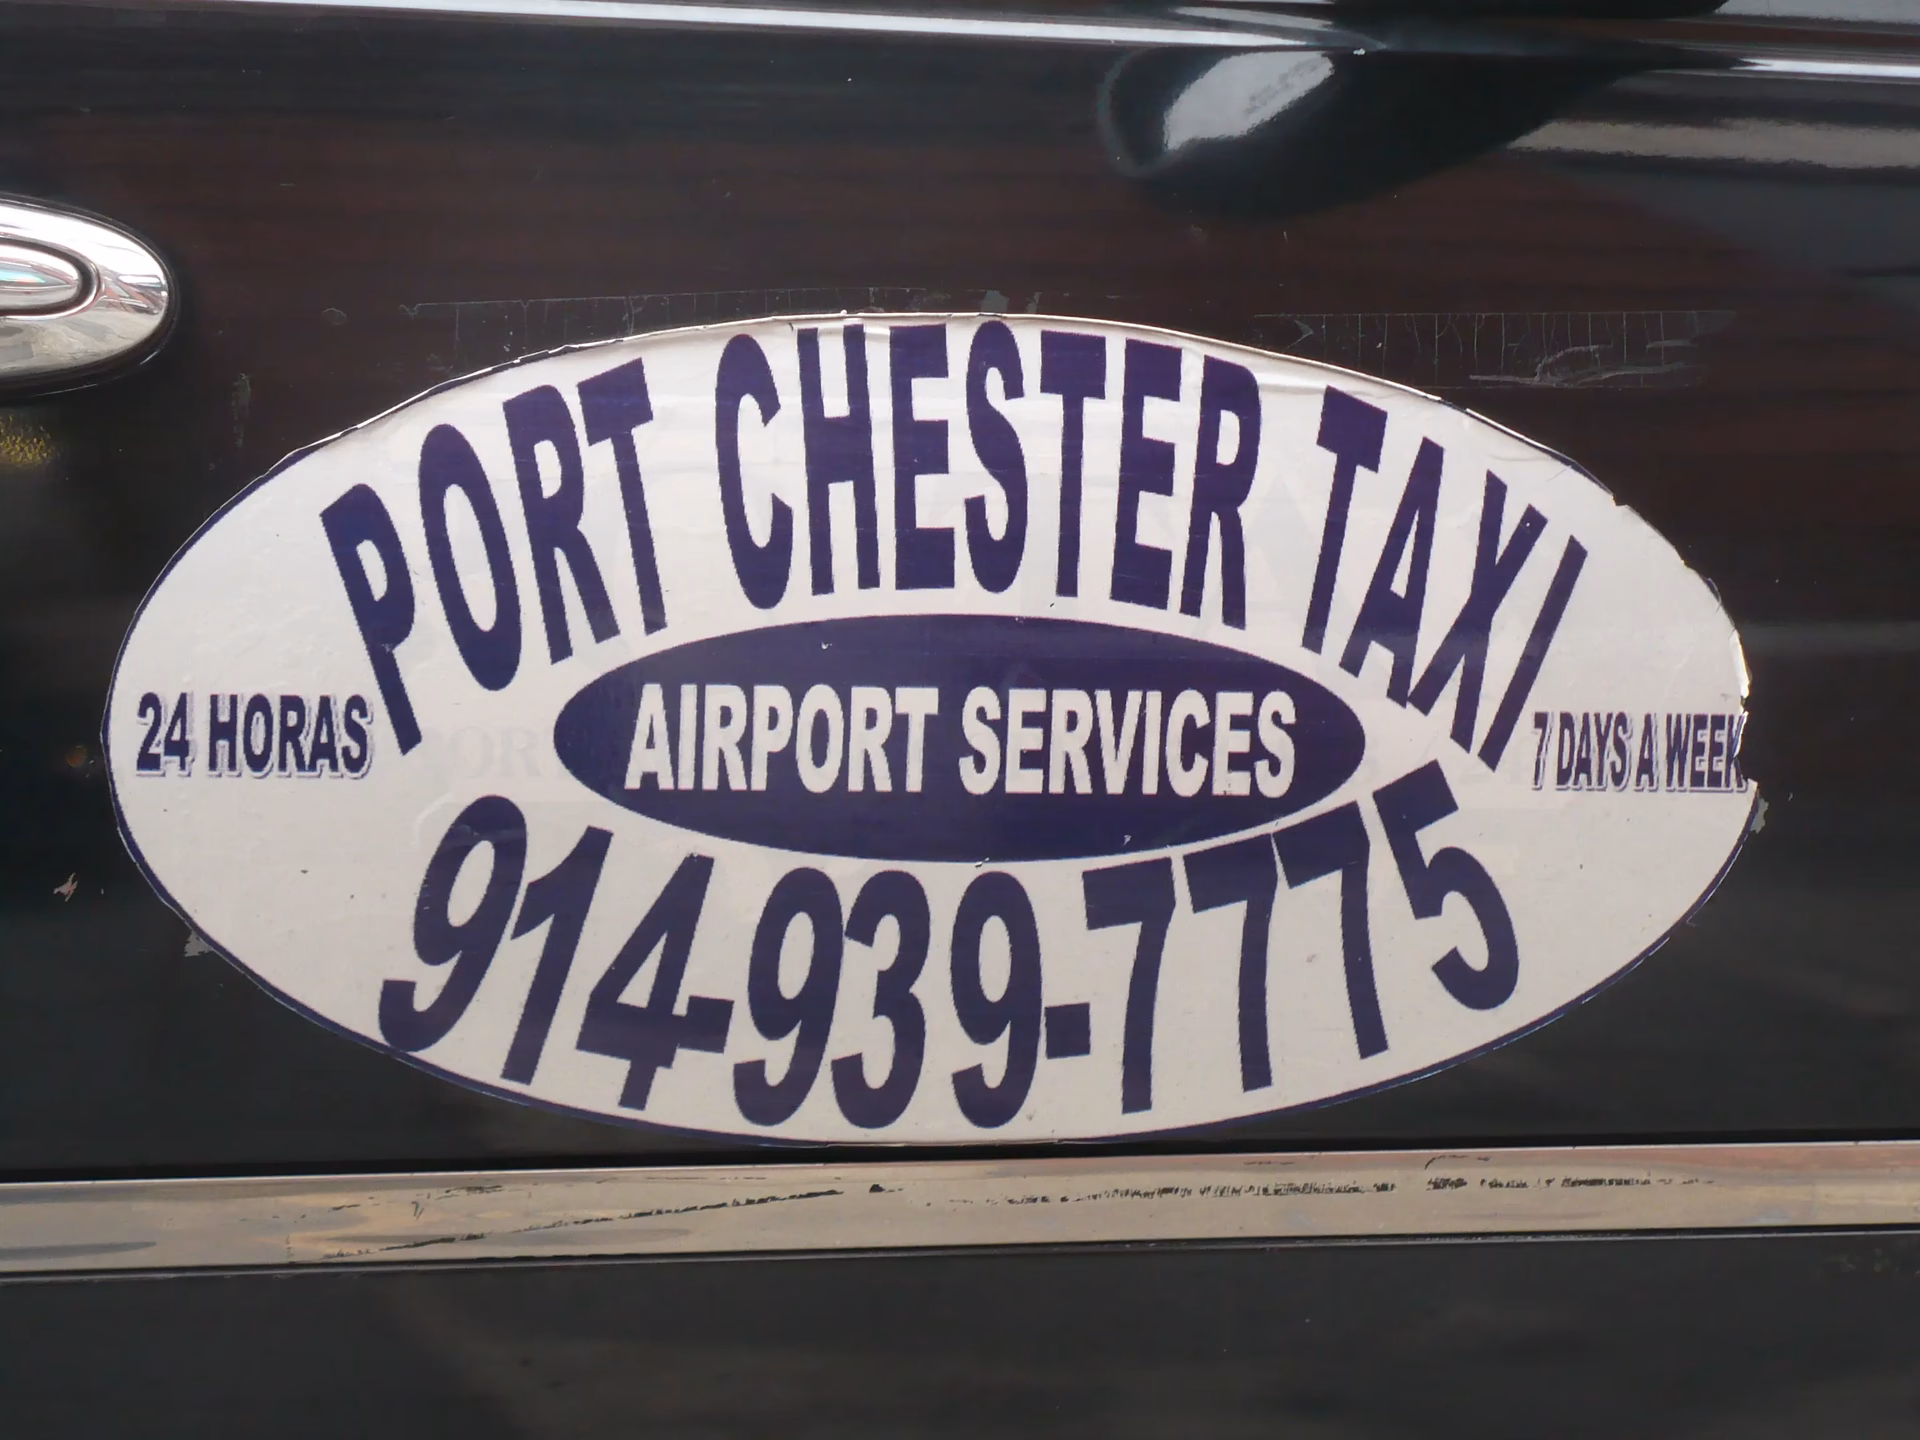 PORT CHESTER TAXI
24 HORAS
AIRPORT SERVICES
7 DAYS A WEEK
914-939-7775